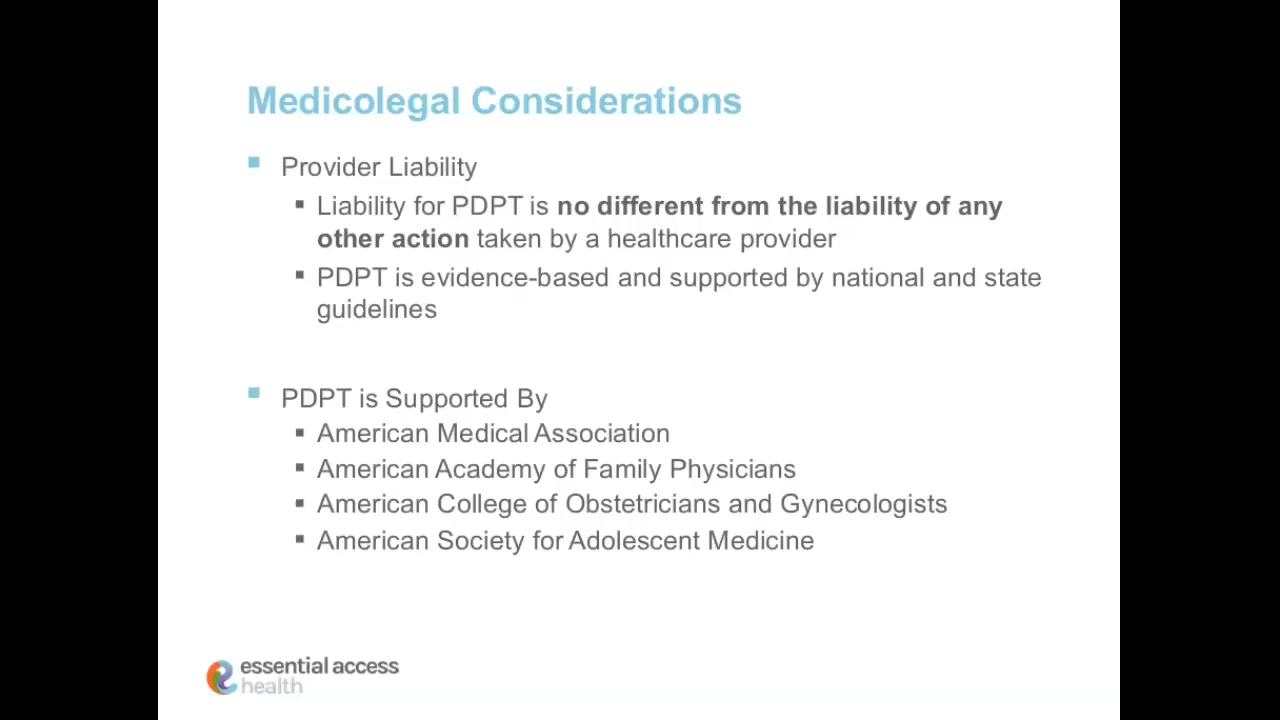 Medicolegal Considerations
▪ Provider Liability
▪ Liability for PDPT is no different from the liability of any
other action taken by a healthcare provider
▪ PDPT is evidence-based and supported by national and state
guidelines
▪ PDPT is Supported By
▪ American Medical Association
▪ American Academy of Family Physicians
▪ American College of Obstetricians and Gynecologists
▪ American Society for Adolescent Medicine
essential access
health